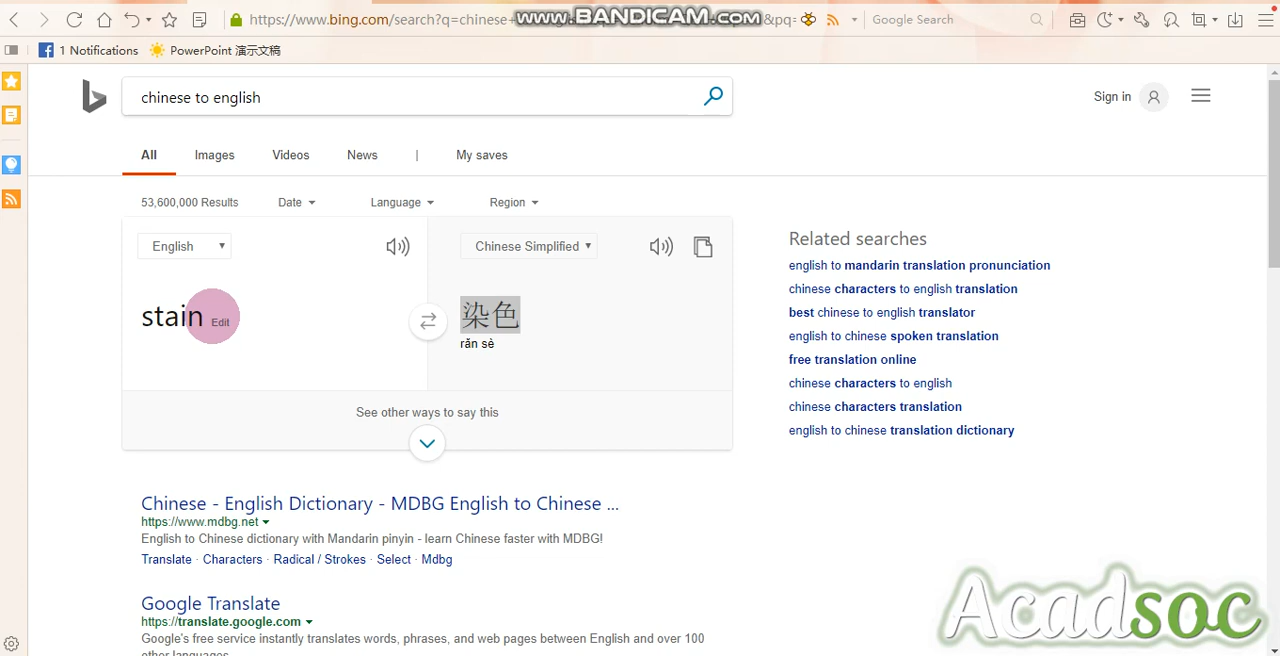 https://www.bing.com/search?q=chinese+
www.BANDICAM.com
&pq=
Google Search
1 Notifications
PowerPoint 演示文稿
chinese to english
Sign in
All
Images
Videos
News
|
My saves
53,600,000 Results
Date
Language
Region
English
Chinese Simplified
stain
Edit
染色
rǎn sè
See other ways to say this
Related searches
english to mandarin translation pronunciation
chinese characters to english translation
best chinese to english translator
english to chinese spoken translation
free translation online
chinese characters to english
chinese characters translation
english to chinese translation dictionary
Chinese - English Dictionary - MDBG English to Chinese ...
https://www.mdbg.net
English to Chinese dictionary with Mandarin pinyin - learn Chinese faster with MDBG!
Translate · Characters · Radical / Strokes · Select · Mdbg
Google Translate
https://translate.google.com
Google's free service instantly translates words, phrases, and web pages between English and over 100
other languages.
Acadsoc